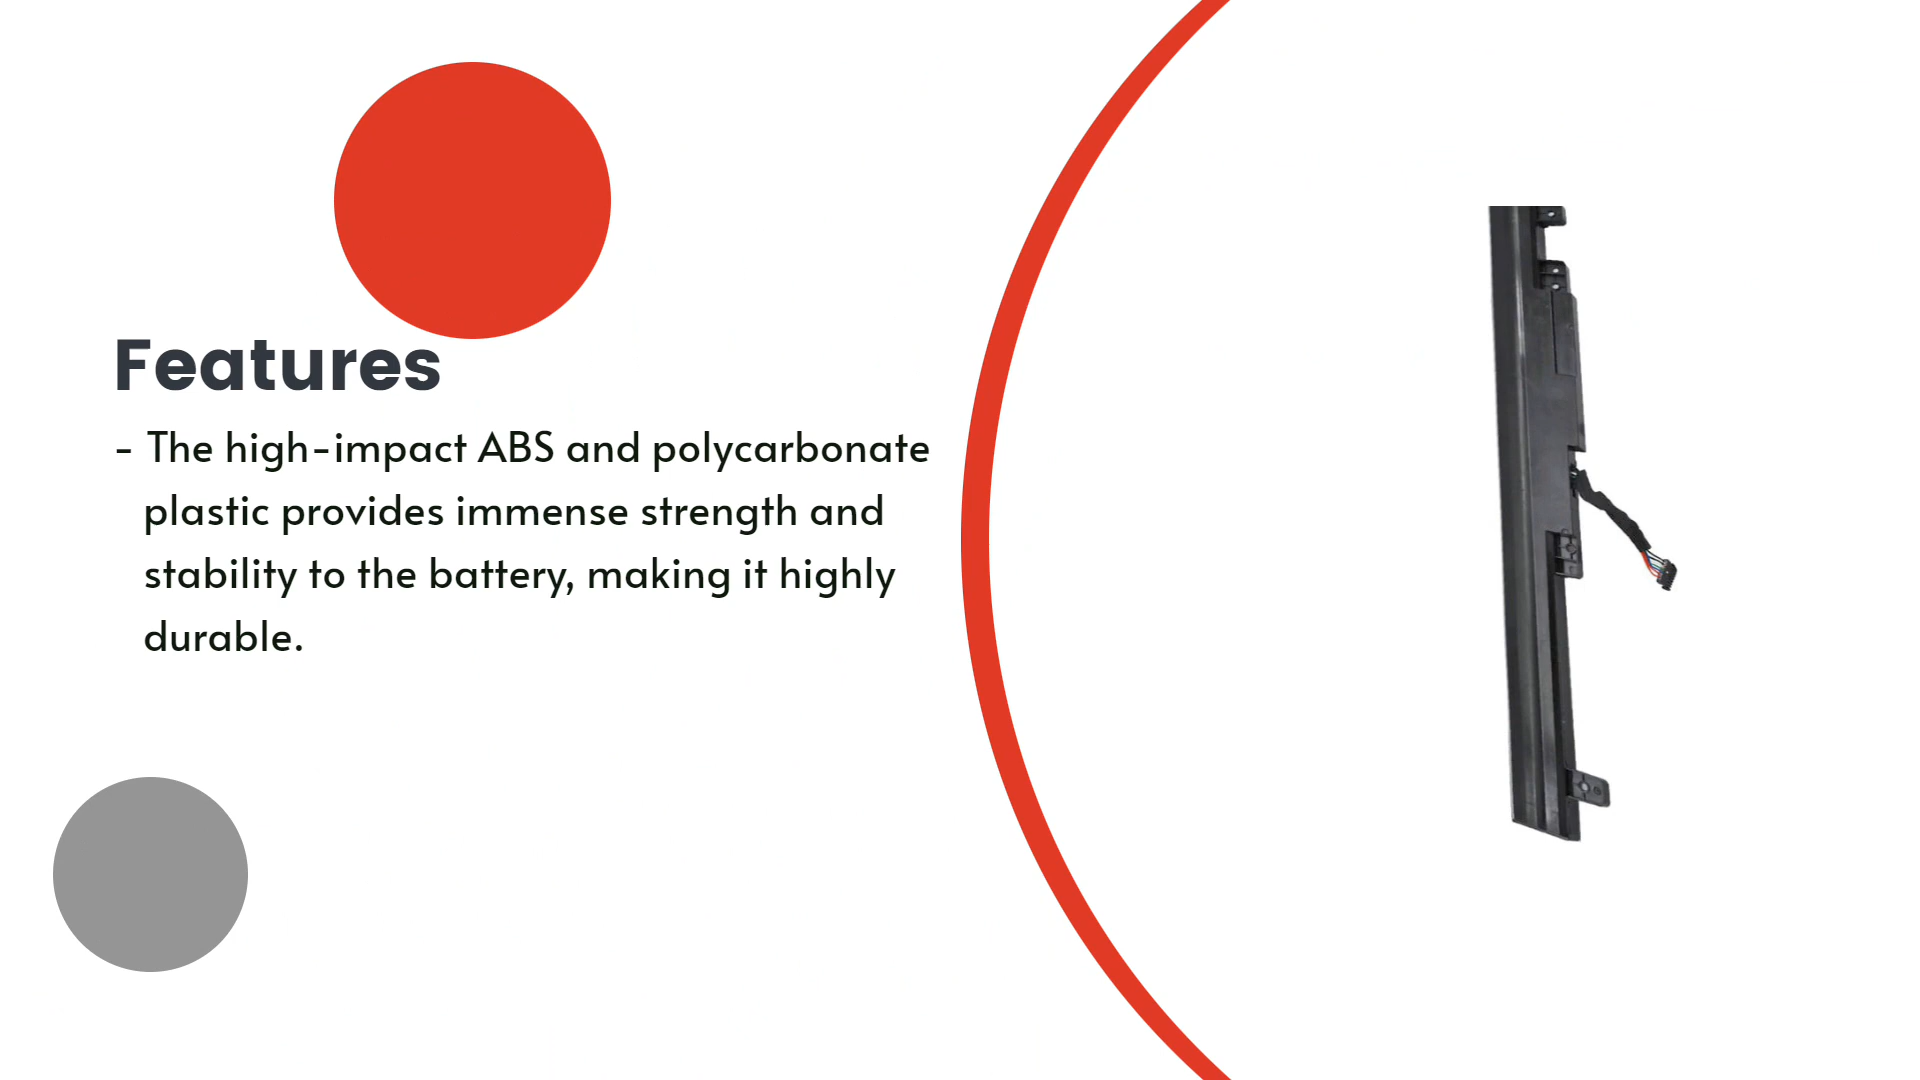 Features
- The high-impact ABS and polycarbonate
plastic provides immense strength and
stability to the battery, making it highly
durable.